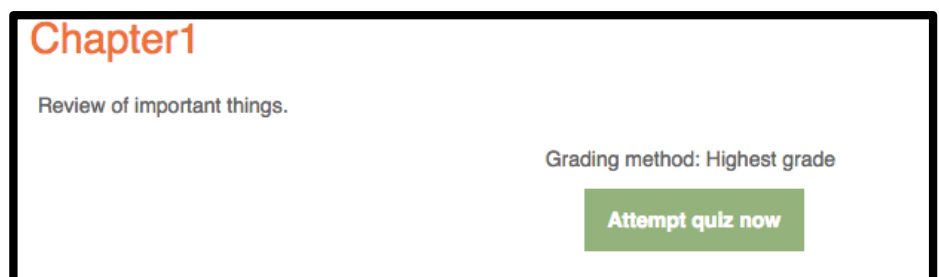 Chapter1
Review of important things.
Grading method: Highest grade
Attempt quiz now